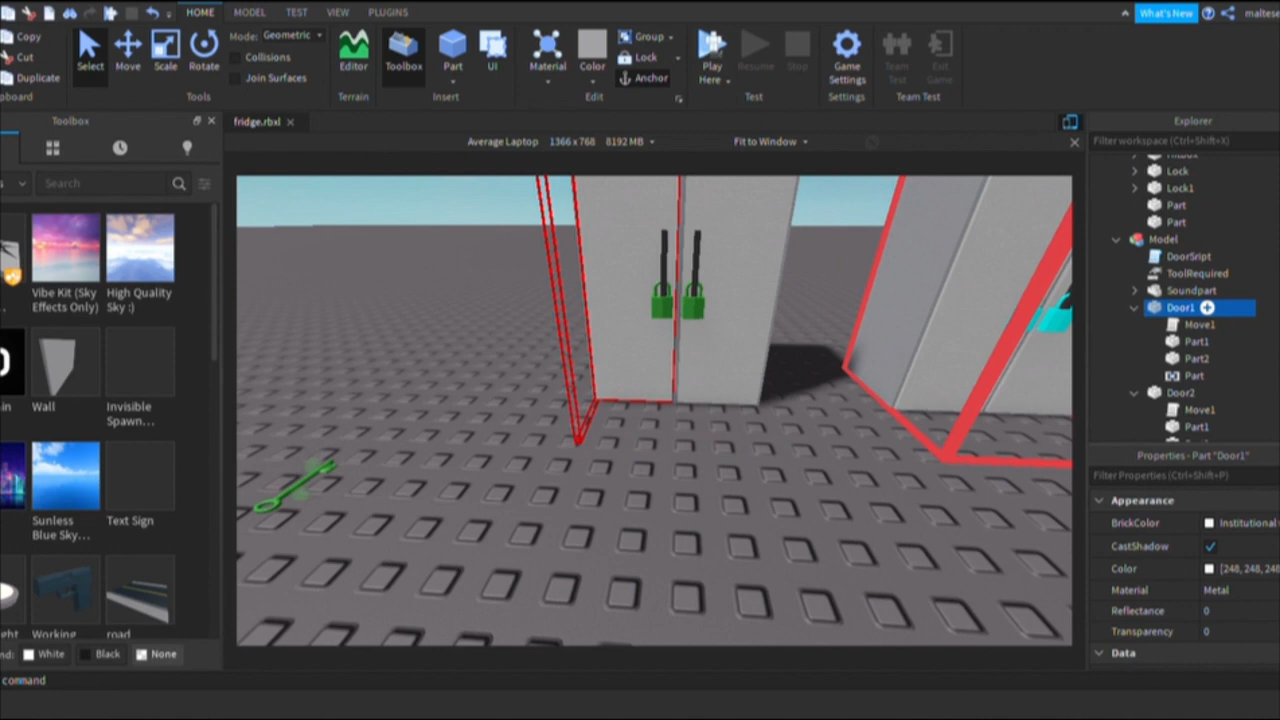 HOME MODEL TEST VIEW PLUGINS
What's New
maltese
Copy
Cut
Duplicate
pboard
Select
Move
Scale
Rotate
Mode: Geometric
Collisions
Join Surfaces
Tools
Editor
Terrain
Toolbox
Part
UI
Insert
Material
Color
Group
Lock
Anchor
Edit
Play
Here
Resume
Stop
Test
Game
Settings
Settings
Team
Test
Exit
Game
Team Test
Toolbox
fridge.rbxl
Average Laptop 1366 x 768 8192 MB
Fit to Window
Search
Vibe Kit (Sky
Effects Only)
High Quality
Sky :)
Wall
Invisible
Spawn...
Sunless
Blue Sky...
Text Sign
Working
road
White
Black
None
command
Explorer
Filter workspace (Ctrl+Shift+X)
Hitbox
Lock
Lock1
Part
Part
Model
DoorSript
ToolRequired
Soundpart
Door1
Move1
Part1
Part2
Part
Door2
Move1
Part1
Properties - Part "Door1"
Filter Properties (Ctrl+Shift+P)
Appearance
BrickColor Institutional
CastShadow
Color [248, 248, 248
Material Metal
Reflectance 0
Transparency 0
Data